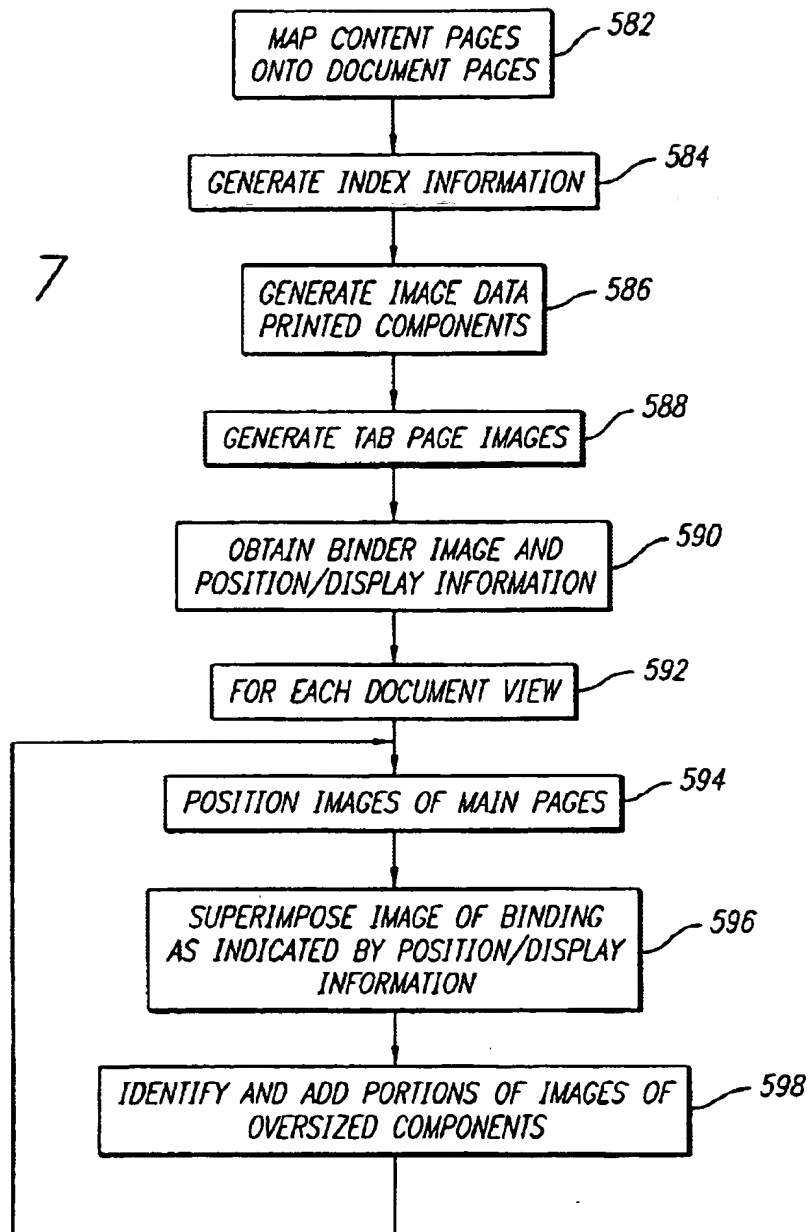 MAP CONTENT PAGES
ONTO DOCUMENT PAGES
582
GENERATE INDEX INFORMATION
584
7
GENERATE IMAGE DATA
PRINTED COMPONENTS
586
GENERATE TAB PAGE IMAGES
588
OBTAIN BINDER IMAGE AND
POSITION/DISPLAY INFORMATION
590
FOR EACH DOCUMENT VIEW
592
POSITION IMAGES OF MAIN PAGES
594
SUPERIMPOSE IMAGE OF BINDING
AS INDICATED BY POSITION/DISPLAY
INFORMATION
596
IDENTIFY AND ADD PORTIONS OF IMAGES OF
OVERSIZED COMPONENTS
598